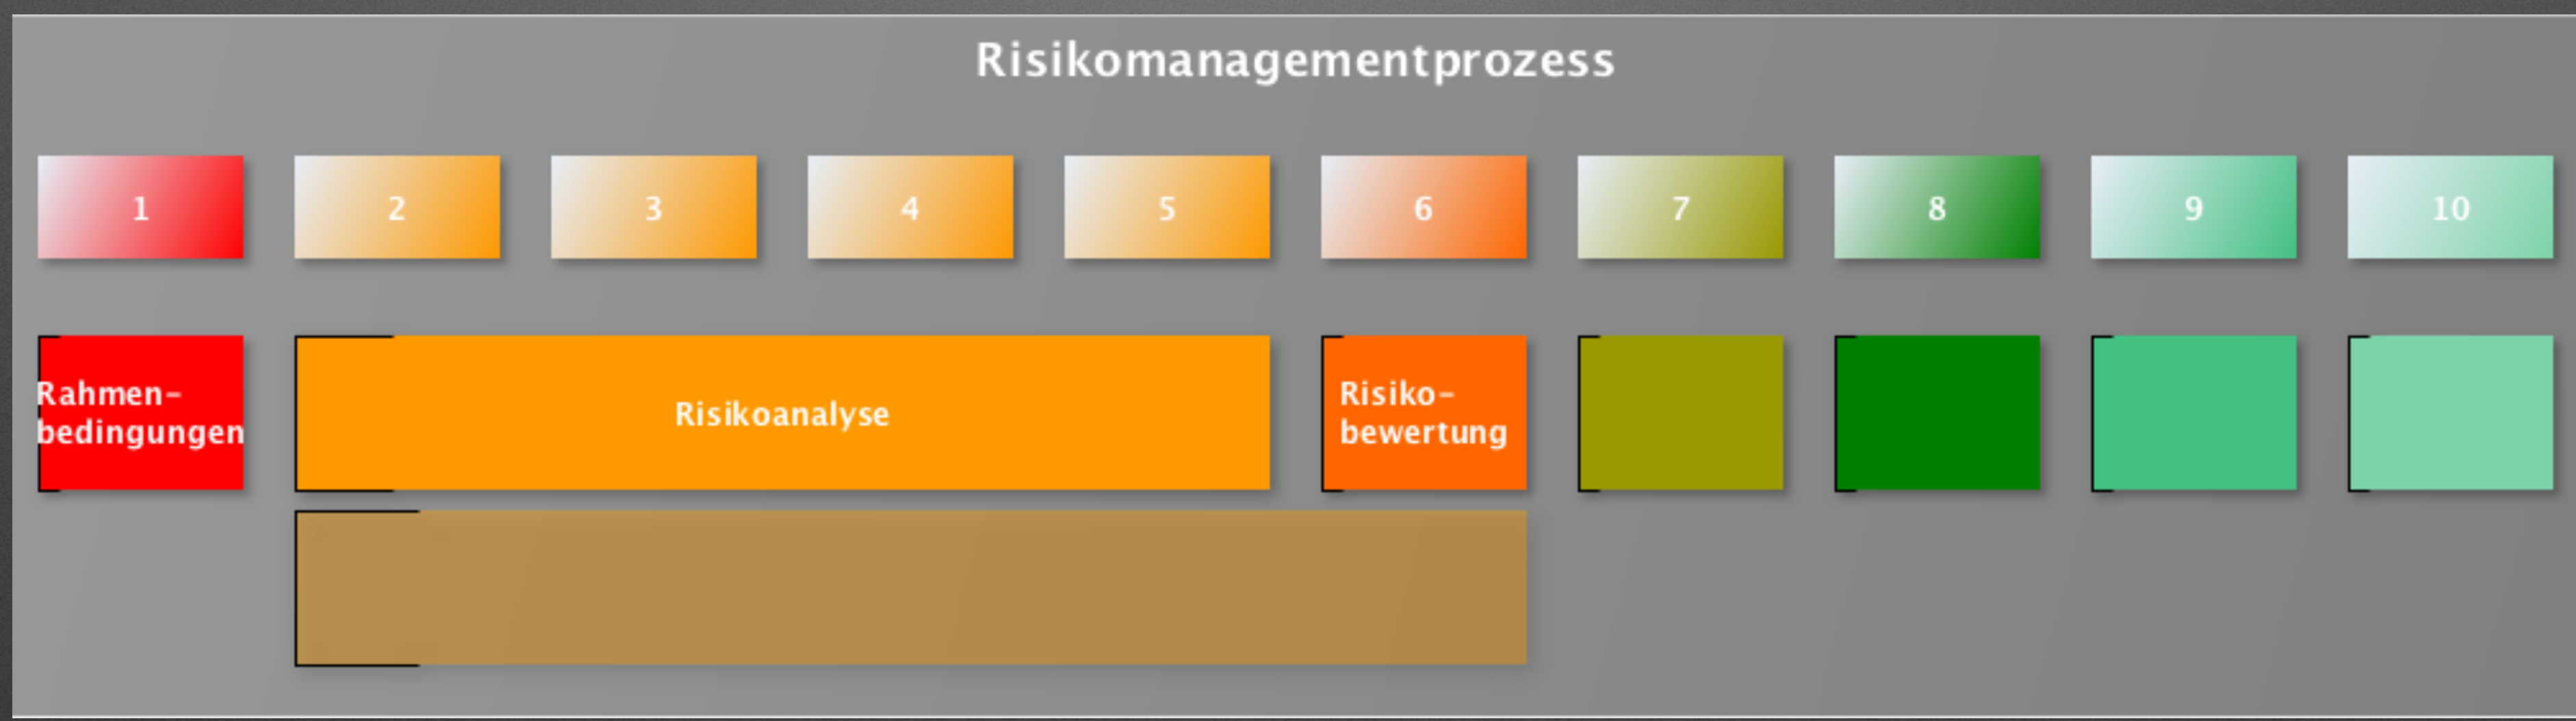 Risikomanagementprozess
1 2 3 4 5 6 7 8 9 10
Rahmen-
bedingungen
Risikoanalyse
Risiko-
bewertung